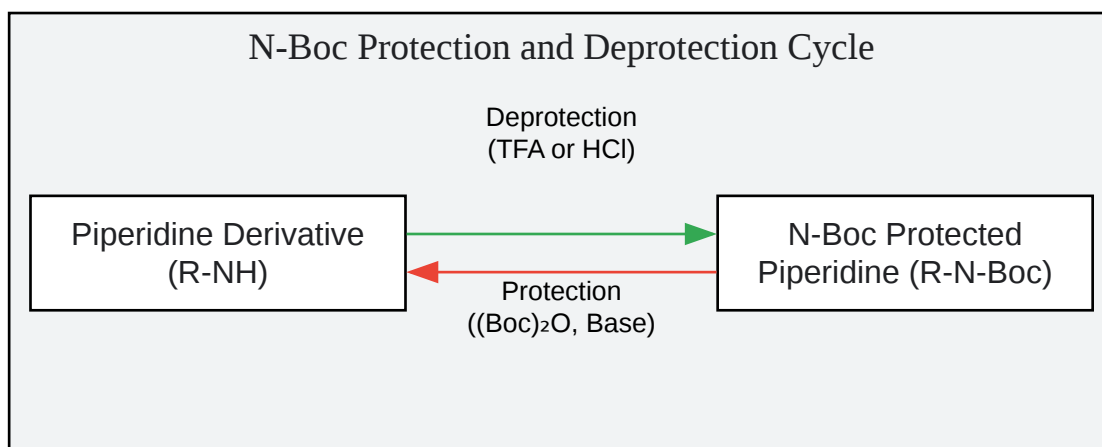 N-Boc Protection and Deprotection Cycle
Deprotection
(TFA or HCl)
Piperidine Derivative
(R-NH)
N-Boc Protected
Piperidine (R-N-Boc)
Protection
((Boc)₂O, Base)